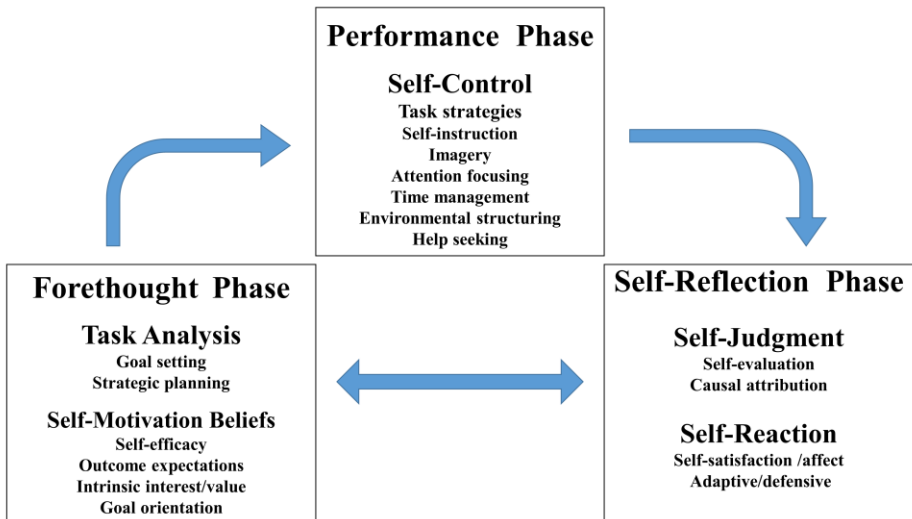 Performance Phase
Self-Control
Task strategies
Self-instruction
Imagery
Attention focusing
Time management
Environmental structuring
Help seeking
Forethought Phase
Task Analysis
Goal setting
Strategic planning
Self-Motivation Beliefs
Self-efficacy
Outcome expectations
Intrinsic interest/value
Goal orientation
Self-Reflection Phase
Self-Judgment
Self-evaluation
Causal attribution
Self-Reaction
Self-satisfaction /affect
Adaptive/defensive